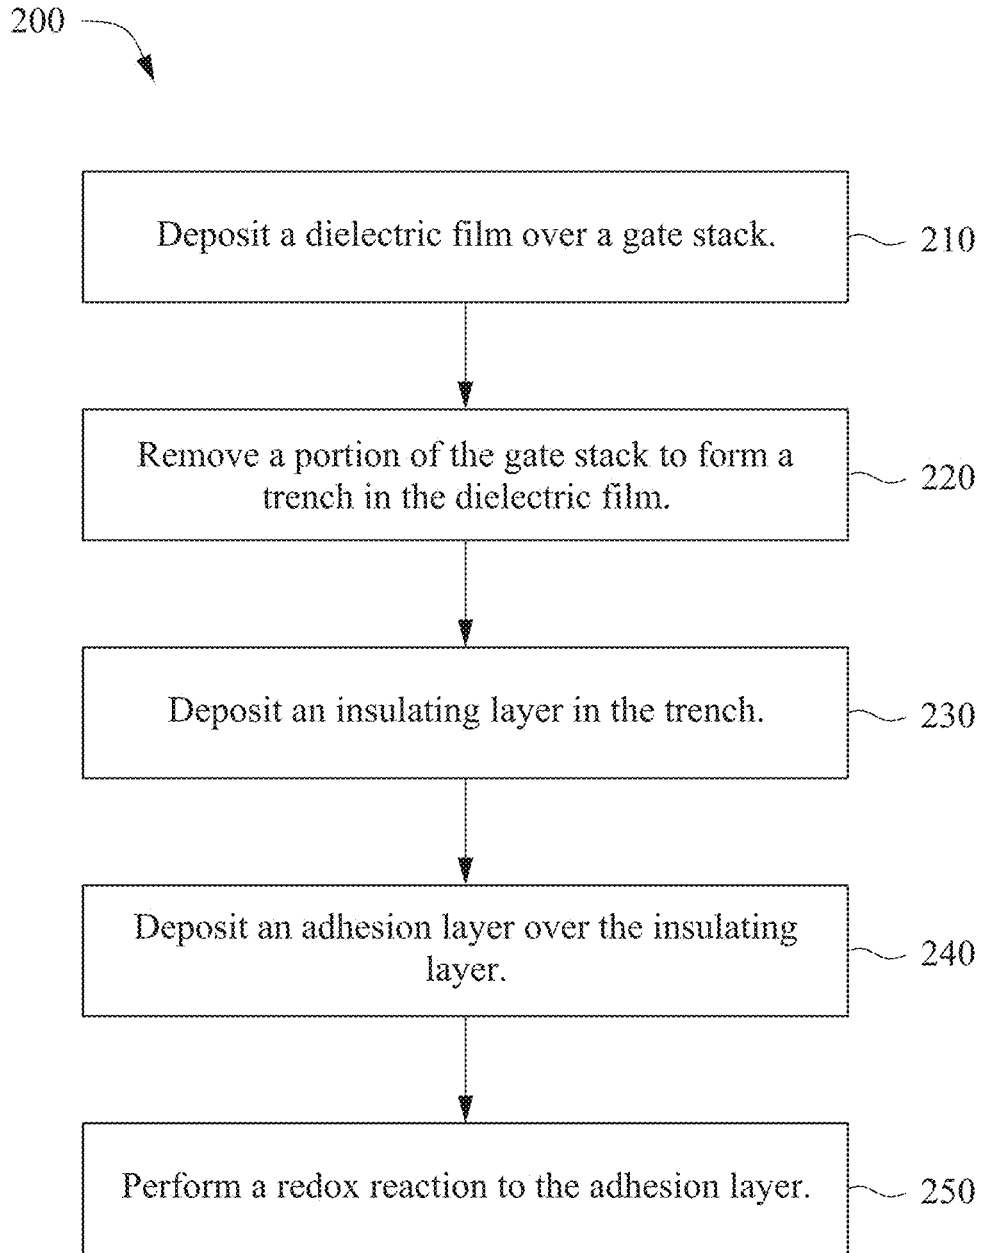 200
Deposit a dielectric film over a gate stack.
210
Remove a portion of the gate stack to form a
trench in the dielectric film.
220
Deposit an insulating layer in the trench.
230
Deposit an adhesion layer over the insulating
layer.
240
Perform a redox reaction to the adhesion layer.
250